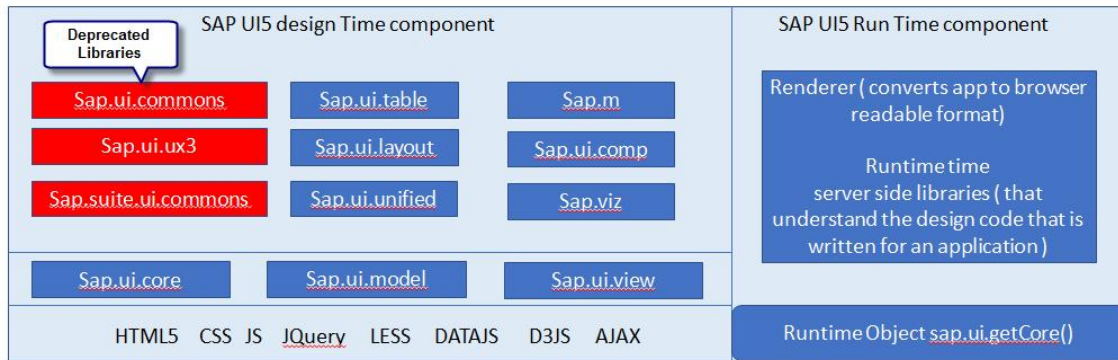 SAP UI5 design Time component
Deprecated
Libraries
Sap.ui.commons
Sap.ui.table
Sap.m
Sap.ui.ux3
Sap.ui.layout
Sap.ui.comp
Sap.suite.ui.commons
Sap.ui.unified
Sap.viz
Sap.ui.core
Sap.ui.model
Sap.ui.view
HTML5 CSS JS JQuery LESS DATAJS D3JS AJAX
SAP UI5 Run Time component
Renderer ( converts app to browser
readable format)
Runtime time
server side libraries ( that
understand the design code that is
written for an application )
Runtime Object sap.ui.getCore()